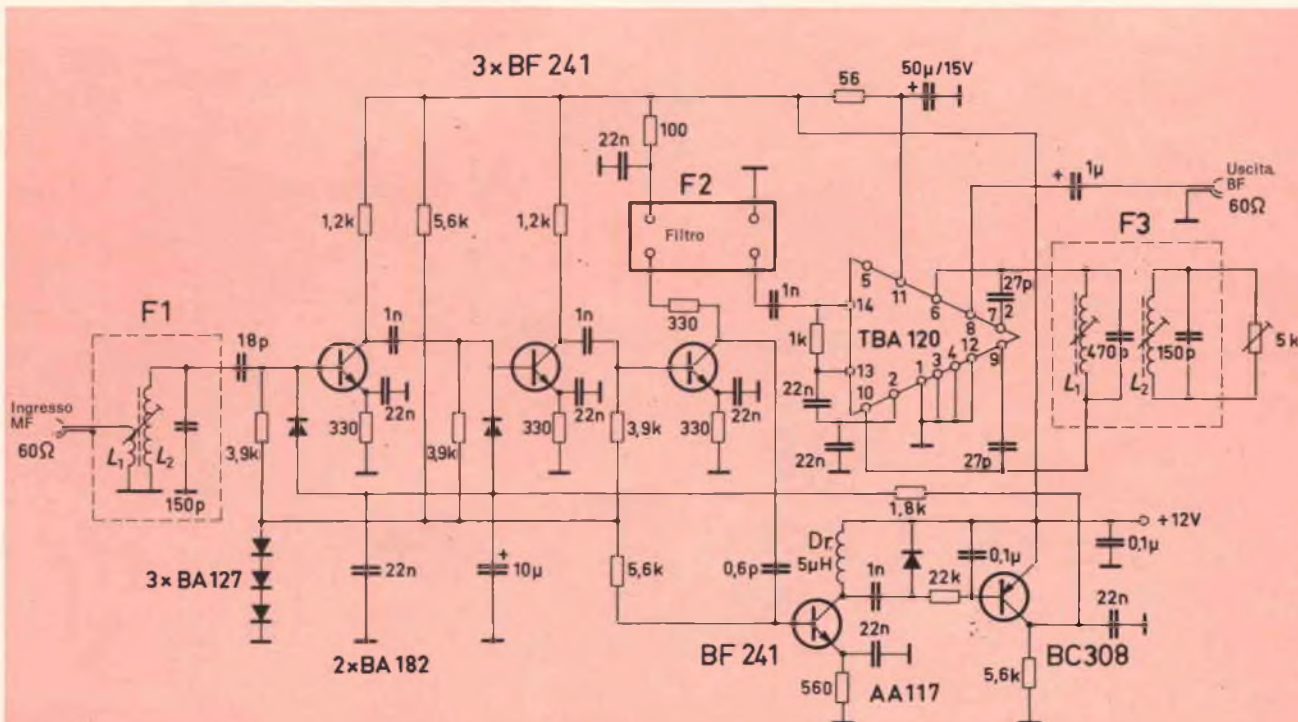 3×BF 241
56
50µ/15V
+
100
22n
F2
Filtro
1,2k
5,6k
1,2k
+
1µ
Uscita
BF
60Ω
F3
F1
18p
1n
1n
330
1n
14
5
11
6
8
7
2
27p
TBA 120
1k
13
10
2
1
3
4
12
9
470p
150p
5 k
L1
L2
Ingresso
MF
60Ω
L1
L2
150p
3,9k
330
22n
3,9k
330
22n
3,9k
330
22n
22n
22n
27p
1,8k
+12V
3×BA127
22n
+
10µ
5,6k
0,6p
Dr.
5µH
1n
22k
0,1µ
0,1µ
22n
2×BA182
BF 241
22n
560
AA117
5,6k
BC308